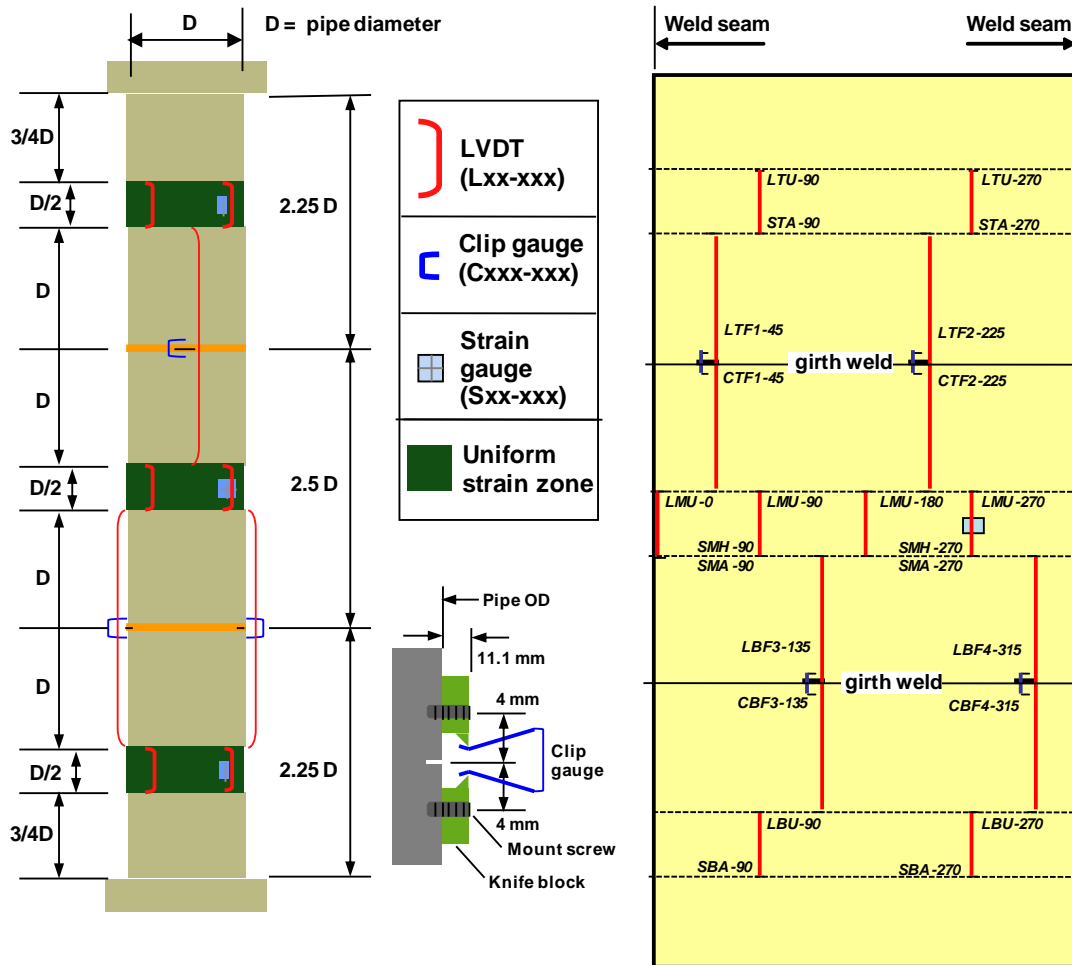 D
D = pipe diameter
3/4D
D/2
D
D
D/2
D
D
D/2
3/4D
2.25 D
2.5 D
2.25 D
LVDT
(Lxx-xxx)
Clip gauge
(Cxxx-xxx)
Strain
gauge
(Sxx-xxx)
Uniform
strain zone
Pipe OD
11.1 mm
4 mm
Clip
gauge
4 mm
Mount screw
Knife block
Weld seam
Weld seam
LTU-90
LTU-270
STA-90
STA-270
LTF1-45
LTF2-225
girth weld
CTF1-45
CTF2-225
LMU-0
LMU-90
LMU-180
LMU-270
SMH-90
SMH-270
SMA-90
SMA-270
LBF3-135
LBF4-315
girth weld
CBF3-135
CBF4-315
LBU-90
LBU-270
SBA-90
SBA-270